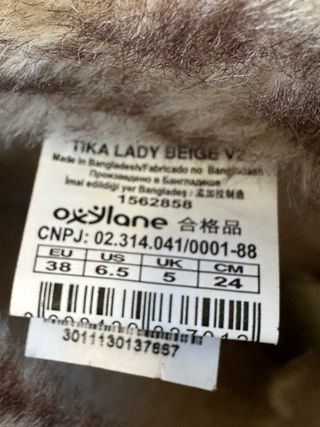 TIKA LADY BEIGE V2
Made in Bangladesh/Fabricado no Bangladesh
Произведено в Бангладеше
İmal edildiği yer Bangladeş / 孟加拉制造
1562858
oxylane 合格品
CNPJ: 02.314.041/0001-88
EU US UK CM
38 6.5 5 24
3011130137857